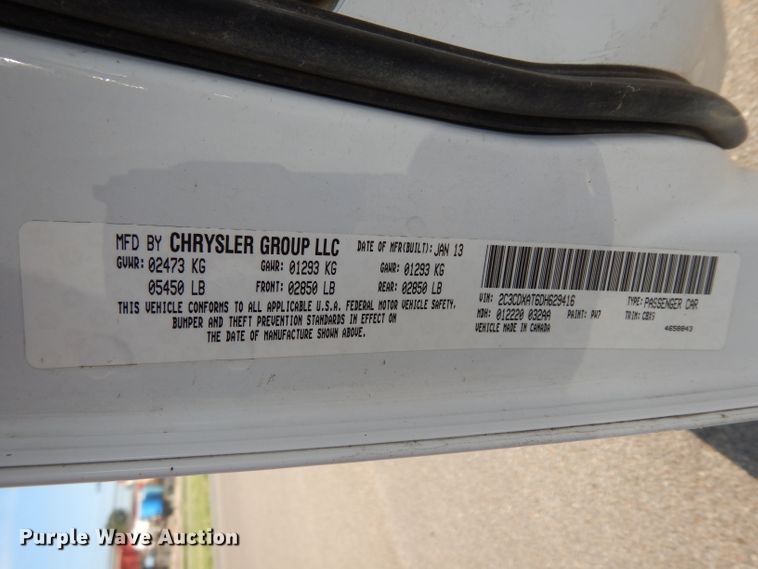 MFD BY CHRYSLER GROUP LLC DATE OF MFR(BUILT): JAN 13
GVWR: 02473 KG GAWR: 01293 KG GAWR: 01293 KG
05450 LB FRONT: 02850 LB REAR: 02850 LB
THIS VEHICLE CONFORMS TO ALL APPLICABLE U.S.A. FEDERAL MOTOR VEHICLE SAFETY,
BUMPER AND THEFT PREVENTION STANDARDS IN EFFECT ON
THE DATE OF MANUFACTURE SHOWN ABOVE.
VIN: 2C3CDXAT6DH629416 TYPE: PASSENGER CAR
MDH: 012220 032AA PAINT: PW7 TRIM: CBX9
VEHICLE MADE IN CANADA 4658843
Purple Wave Auction